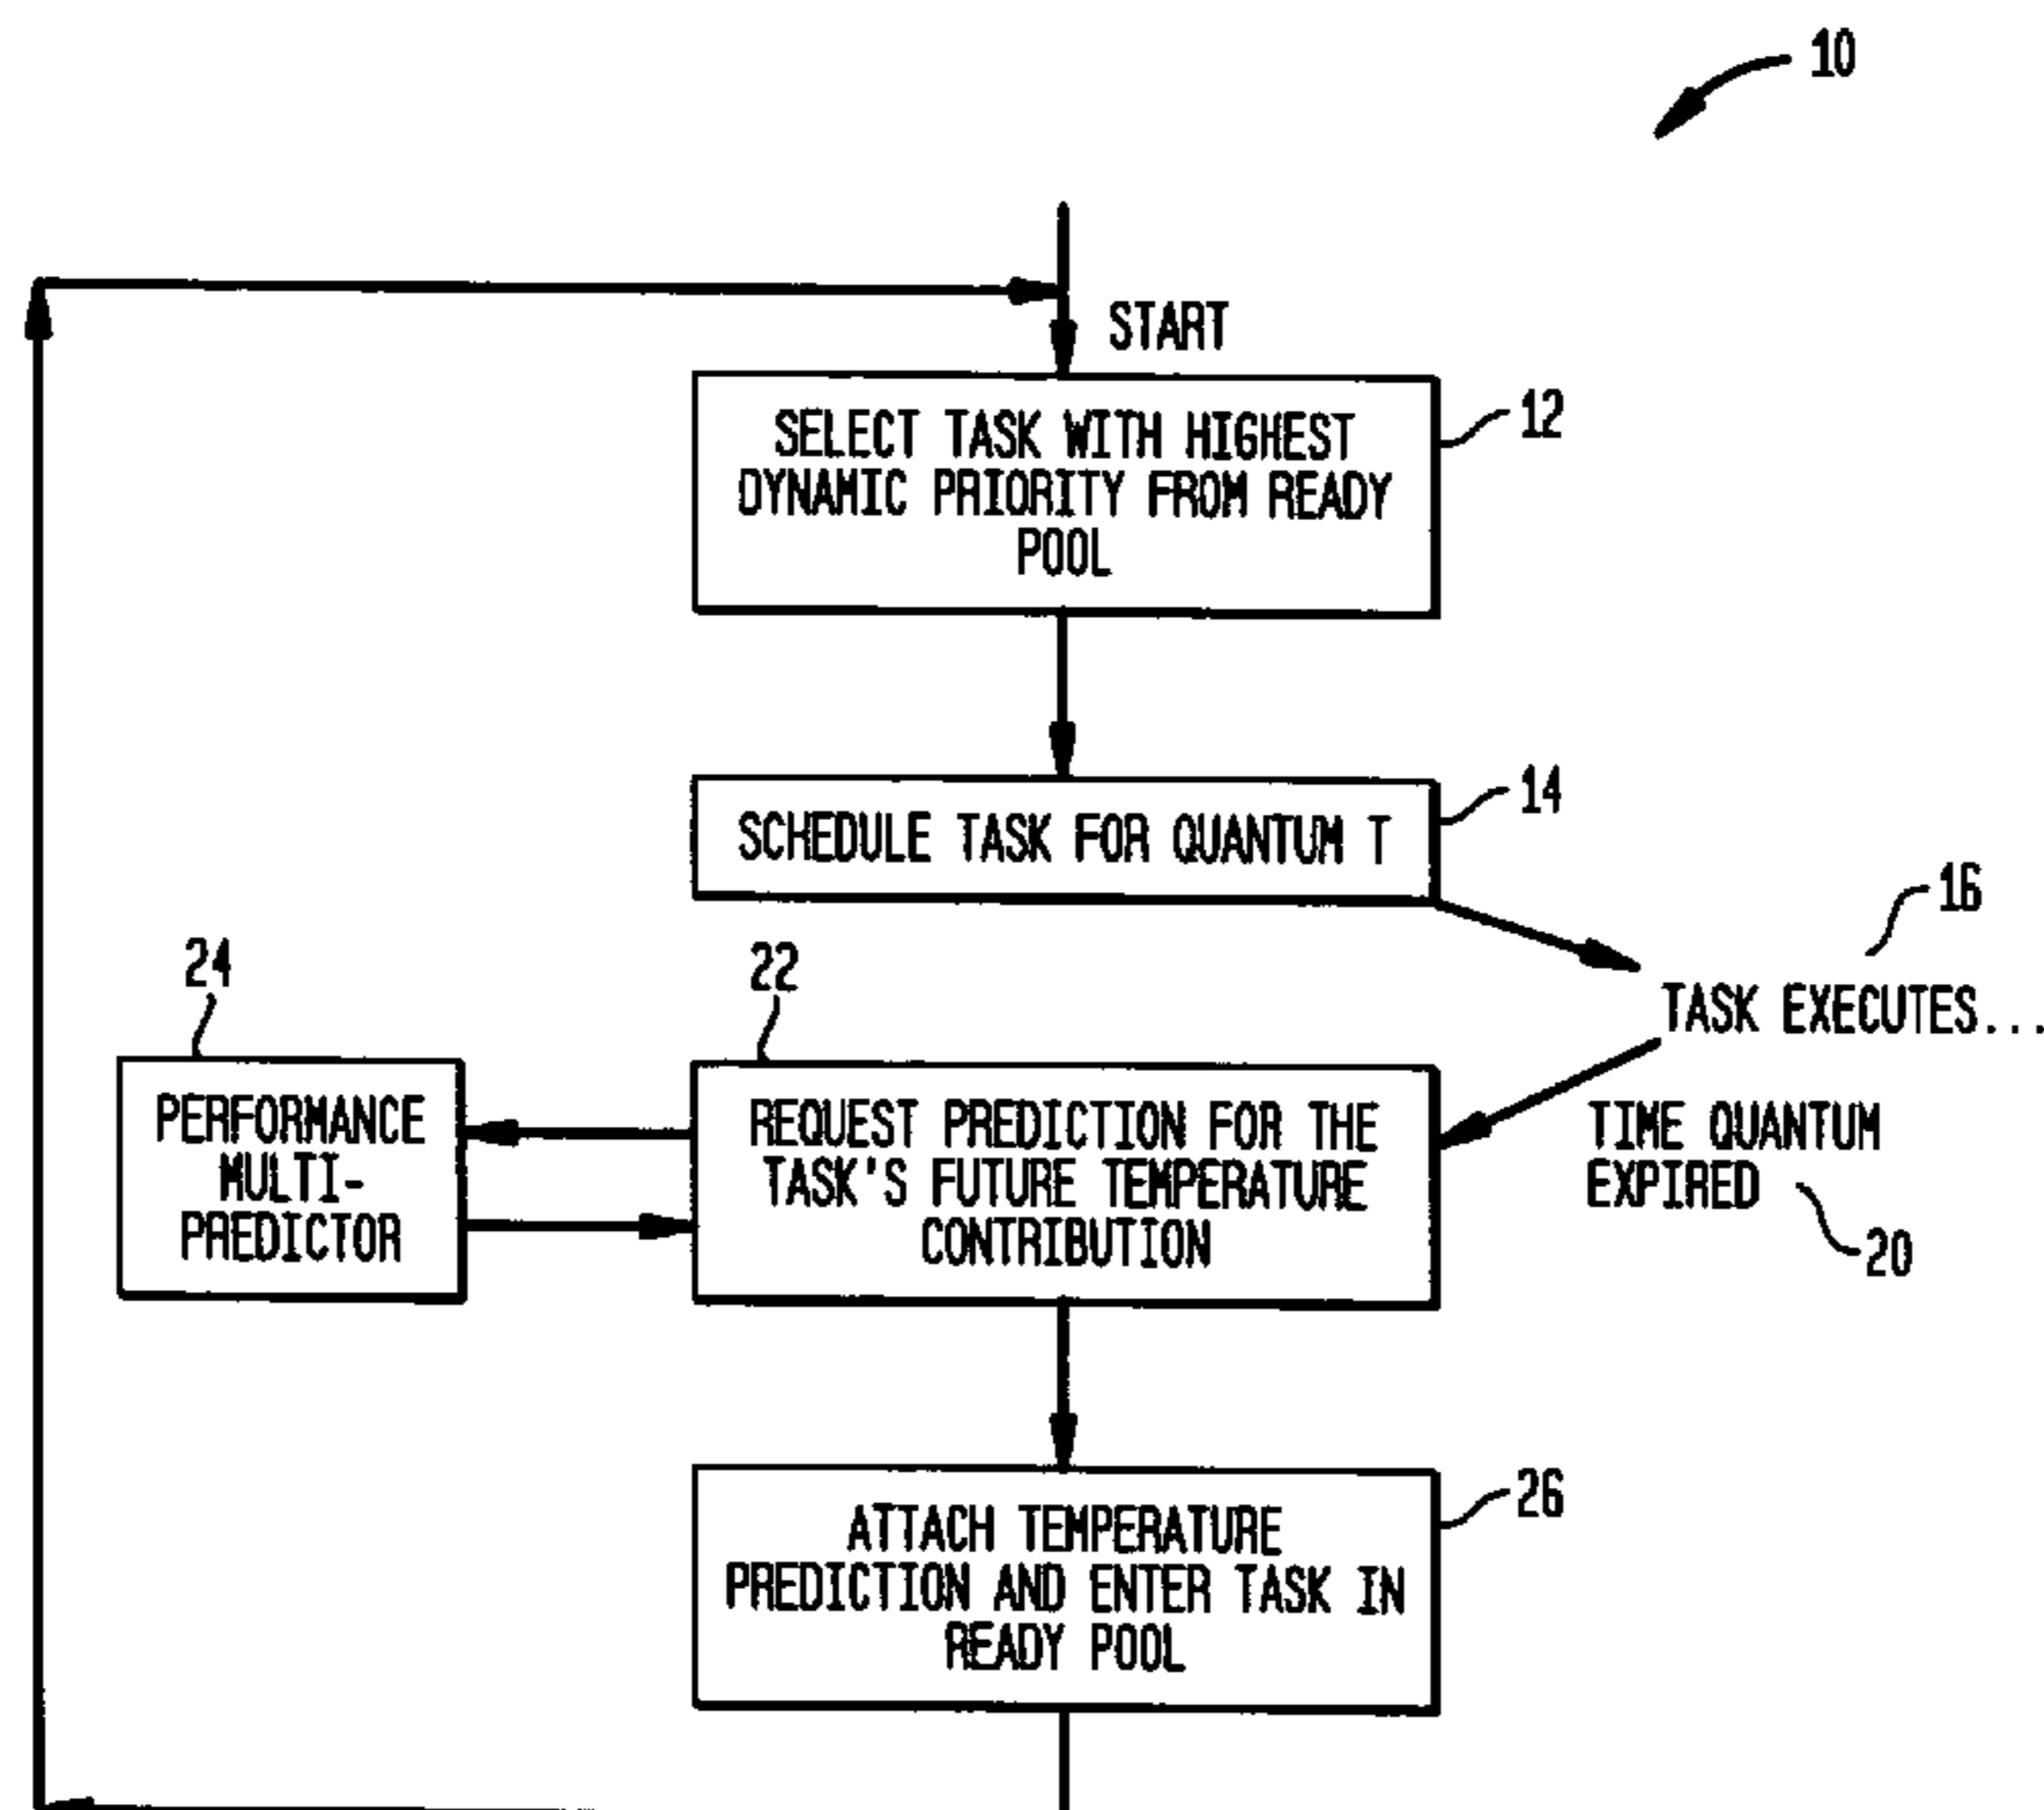 10
START
SELECT TASK WITH HIGHEST
DYNAMIC PRIORITY FROM READY
POOL
12
SCHEDULE TASK FOR QUANTUM T
14
16
TASK EXECUTES...
24
22
PERFORMANCE
MULTI-
PREDICTOR
REQUEST PREDICTION FOR THE
TASK'S FUTURE TEMPERATURE
CONTRIBUTION
TIME QUANTUM
EXPIRED
20
ATTACH TEMPERATURE
PREDICTION AND ENTER TASK IN
READY POOL
26